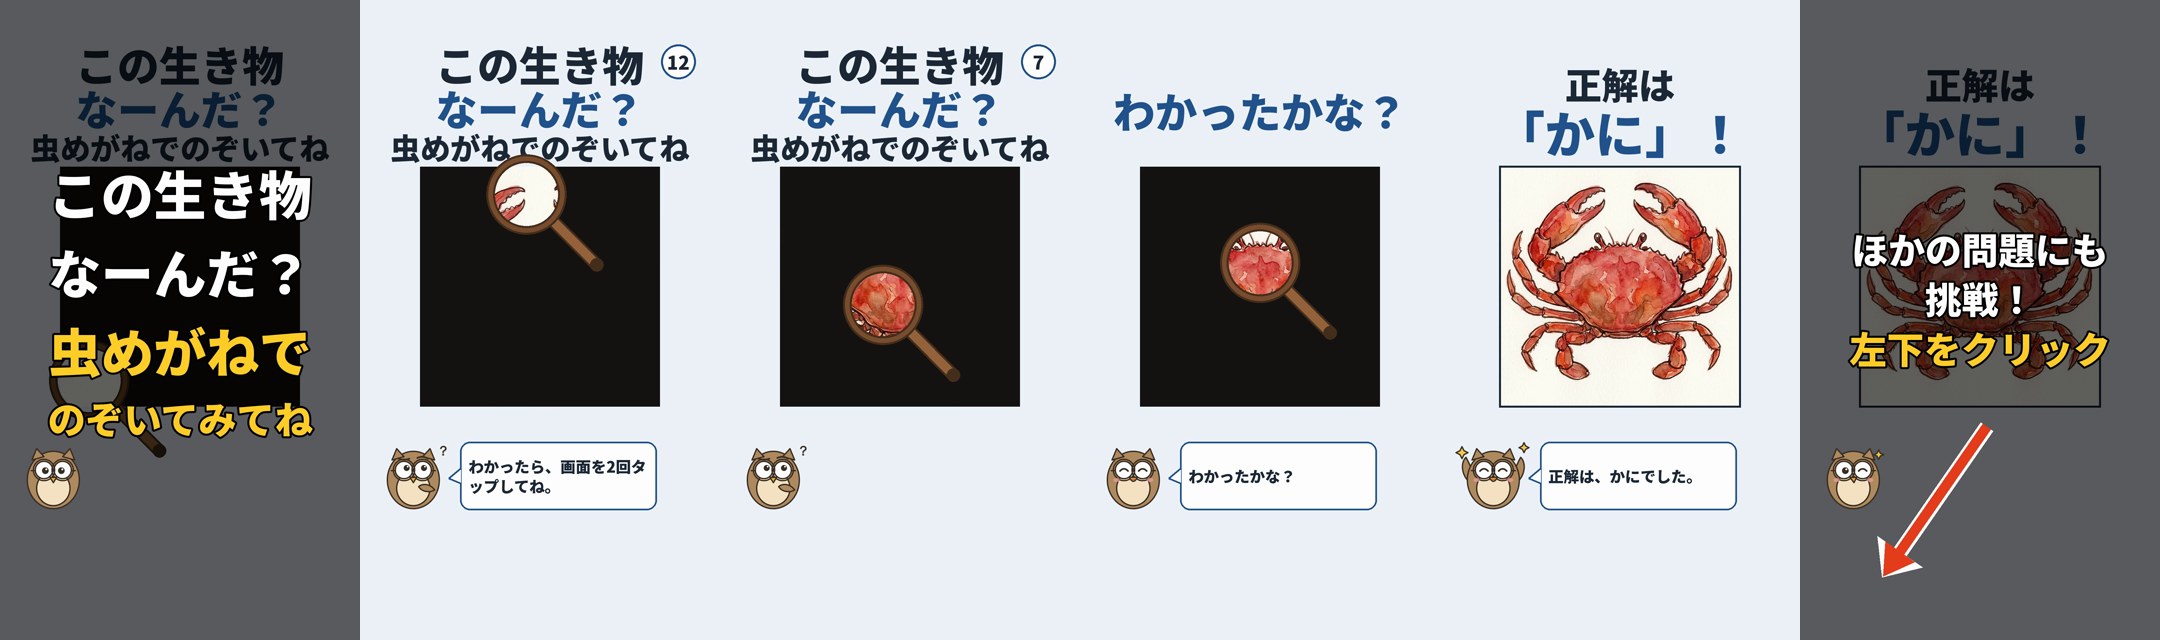 この生き物
なーんだ？
虫めがねでのぞいてね
この生き物
なーんだ？
虫めがねで
のぞいてみてね
この生き物
12
なーんだ？
虫めがねでのぞいてね
?
わかったら、画面を2回タ
ップしてね。
この生き物
7
なーんだ？
虫めがねでのぞいてね
?
わかったかな？
わかったかな？
正解は
「かに」！
正解は、かにでした。
正解は
「かに」！
ほかの問題にも
挑戦！
左下をクリック